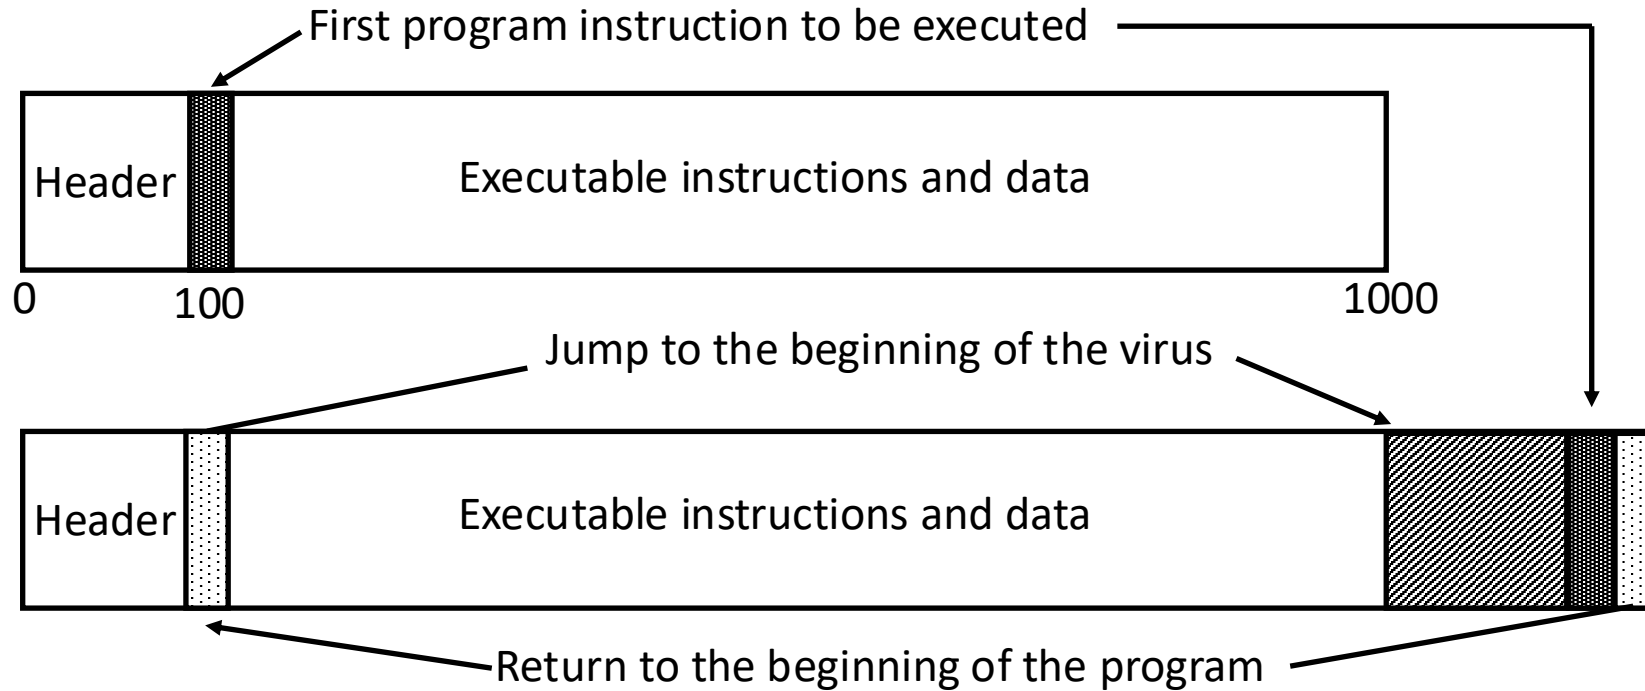 First program instruction to be executed
Header
Executable instructions and data
0
100
1000
Jump to the beginning of the virus
Header
Executable instructions and data
Return to the beginning of the program